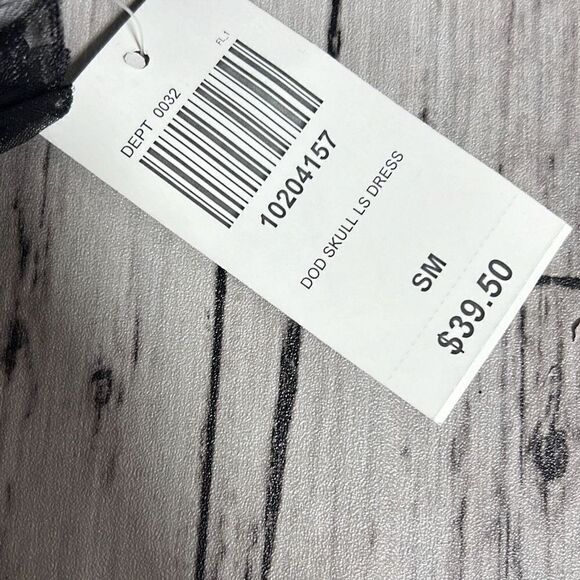 FL1
DEPT 0032
10204157
DOD SKULL LS DRESS
SM
$39.50